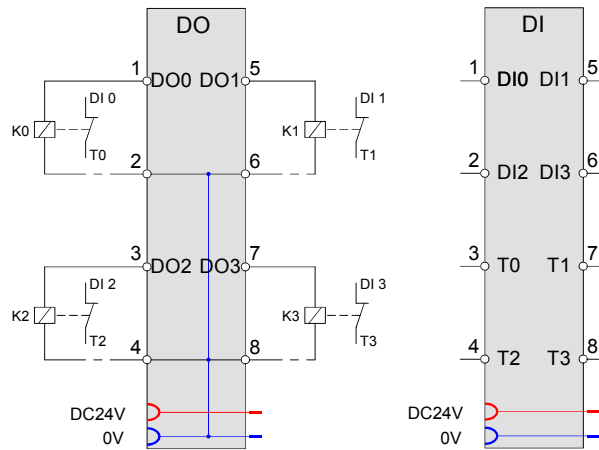 DO
DI
1
5
1
5
DO0
DO1
DI0
DI1
DI 0
DI 1
K0
K1
T0
T1
2
6
2
6
DI2
DI3
3
7
3
7
DO2
DO3
T0
T1
DI 2
DI 3
K2
K3
T2
T3
4
8
4
8
T2
T3
DC24V
DC24V
0V
0V